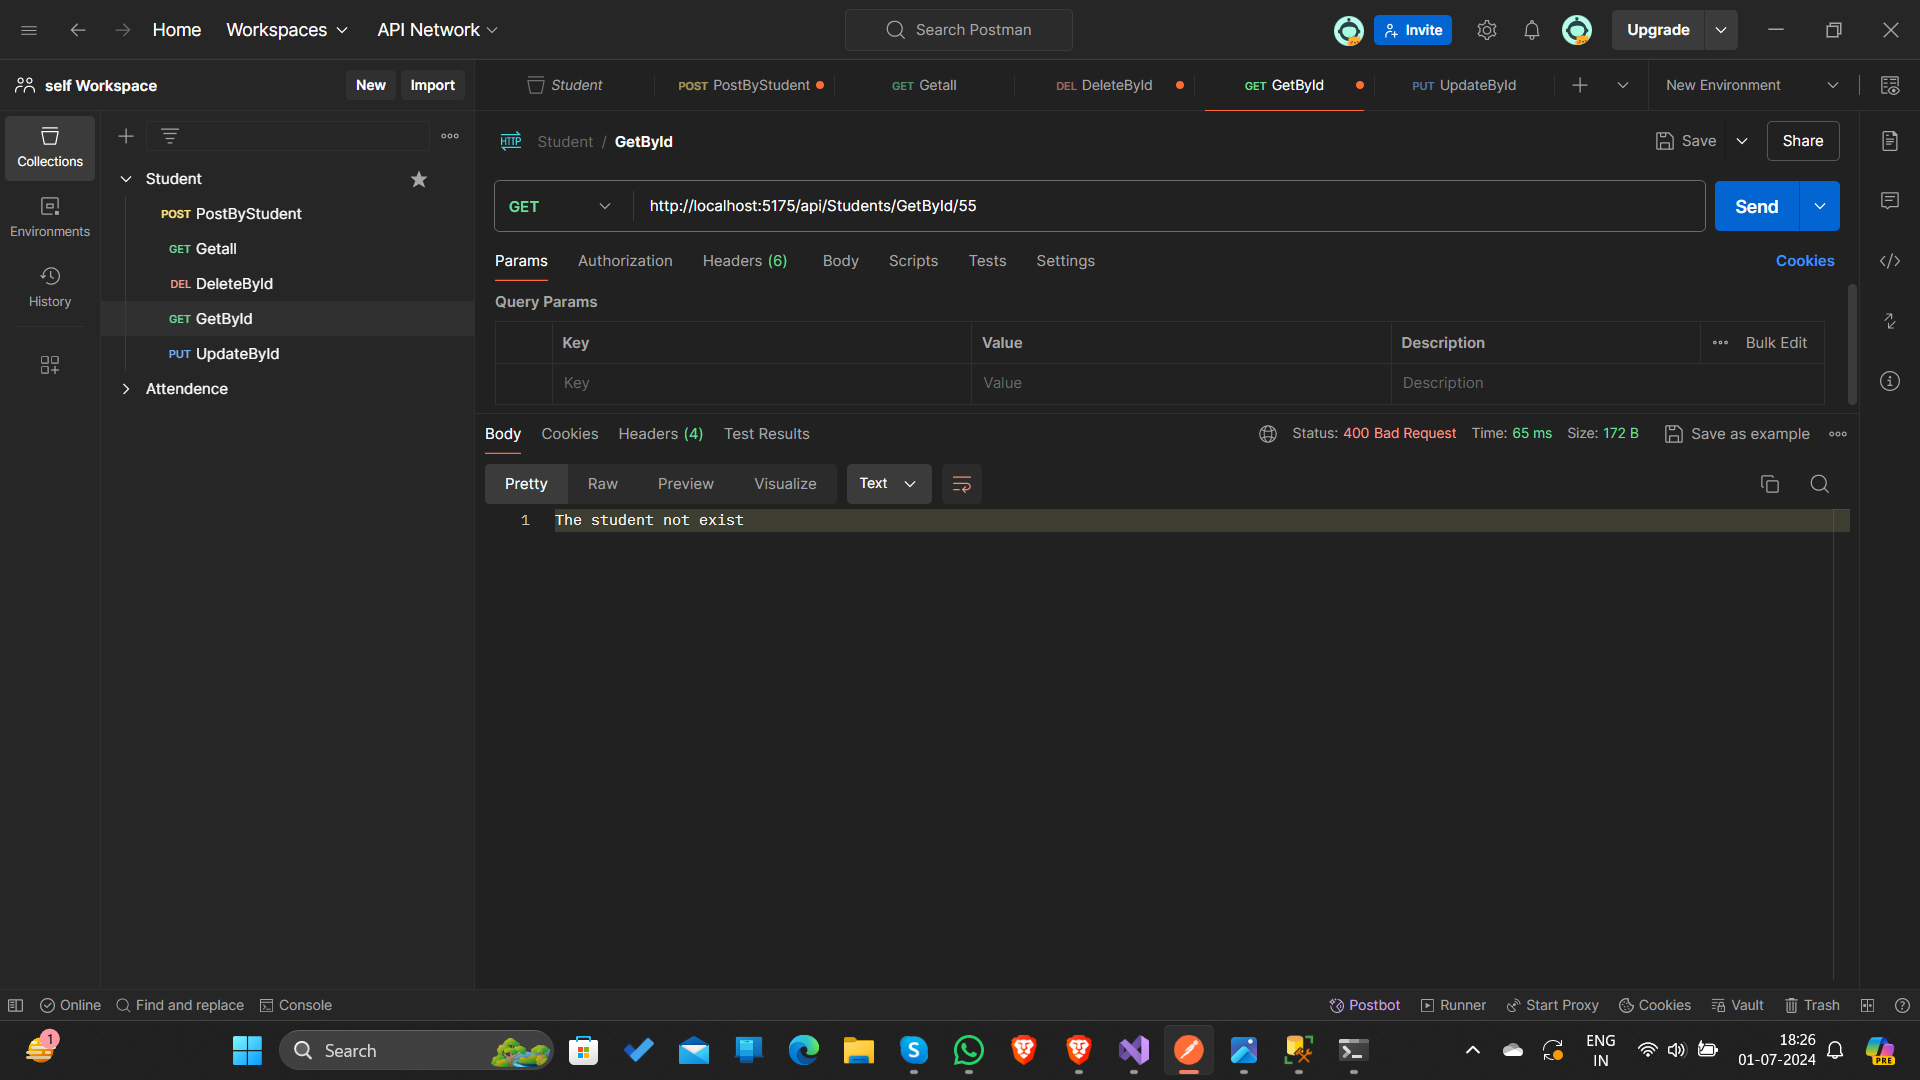 Home Workspaces API Network Search Postman Invite Upgrade
self Workspace New Import Student POST PostByStudent GET Getall DEL DeleteById GET GetById PUT UpdateById New Environment
Collections
Environments
History
Student
POST PostByStudent
GET Getall
DEL DeleteById
GET GetById
PUT UpdateById
Attendence
HTTP Student / GetById Save Share
GET http://localhost:5175/api/Students/GetById/55 Send
Params Authorization Headers (6) Body Scripts Tests Settings Cookies
Query Params
Key Value Description Bulk Edit
Key Value Description
Body Cookies Headers (4) Test Results Status: 400 Bad Request Time: 65 ms Size: 172 B Save as example
Pretty Raw Preview Visualize Text
1 The student not exist
Online Find and replace Console Postbot Runner Start Proxy Cookies Vault Trash
1 Search ENG 18:26
IN 01-07-2024 PRE